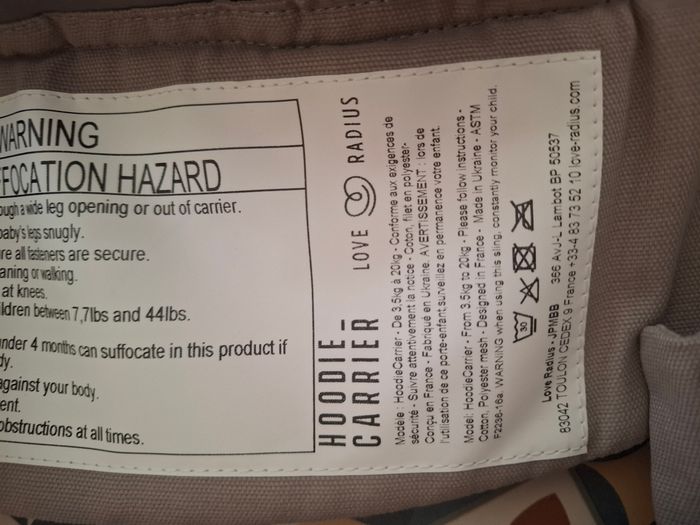 WARNING
FFOCATION HAZARD
ough a wide leg opening or out of carrier.
baby's legs snugly.
re all fasteners are secure.
aning or walking.
at knees.
ildren between 7,7lbs and 44lbs.
under 4 months can suffocate in this product if
dy.
against your body.
ent.
obstructions at all times.
HOODIE-
CARRIER
LOVE RADIUS
Modèle : HoodieCarrier - De 3,5kg à 20kg - Conforme aux exigences de
sécurité - Suivre attentivement la notice - Coton, filet en polyester-
Conçu en France - Fabriqué en Ukraine. AVERTISSEMENT : lors de
l'utilisation de ce porte-enfant,surveillez en permanence votre enfant.
Model: HoodieCarrier - From 3.5kg to 20kg - Please follow instructions -
Cotton, Polyester mesh - Designed in France - Made in Ukraine - ASTM
F2236-16a. WARNING when using this sling, constantly monitor your child.
30
Love Radius - JPMBB 366 AVJ-L Lambot BP 50537
83042 TOULON CEDEX 9 France +33-4 83 73 52 10 love-radius.com